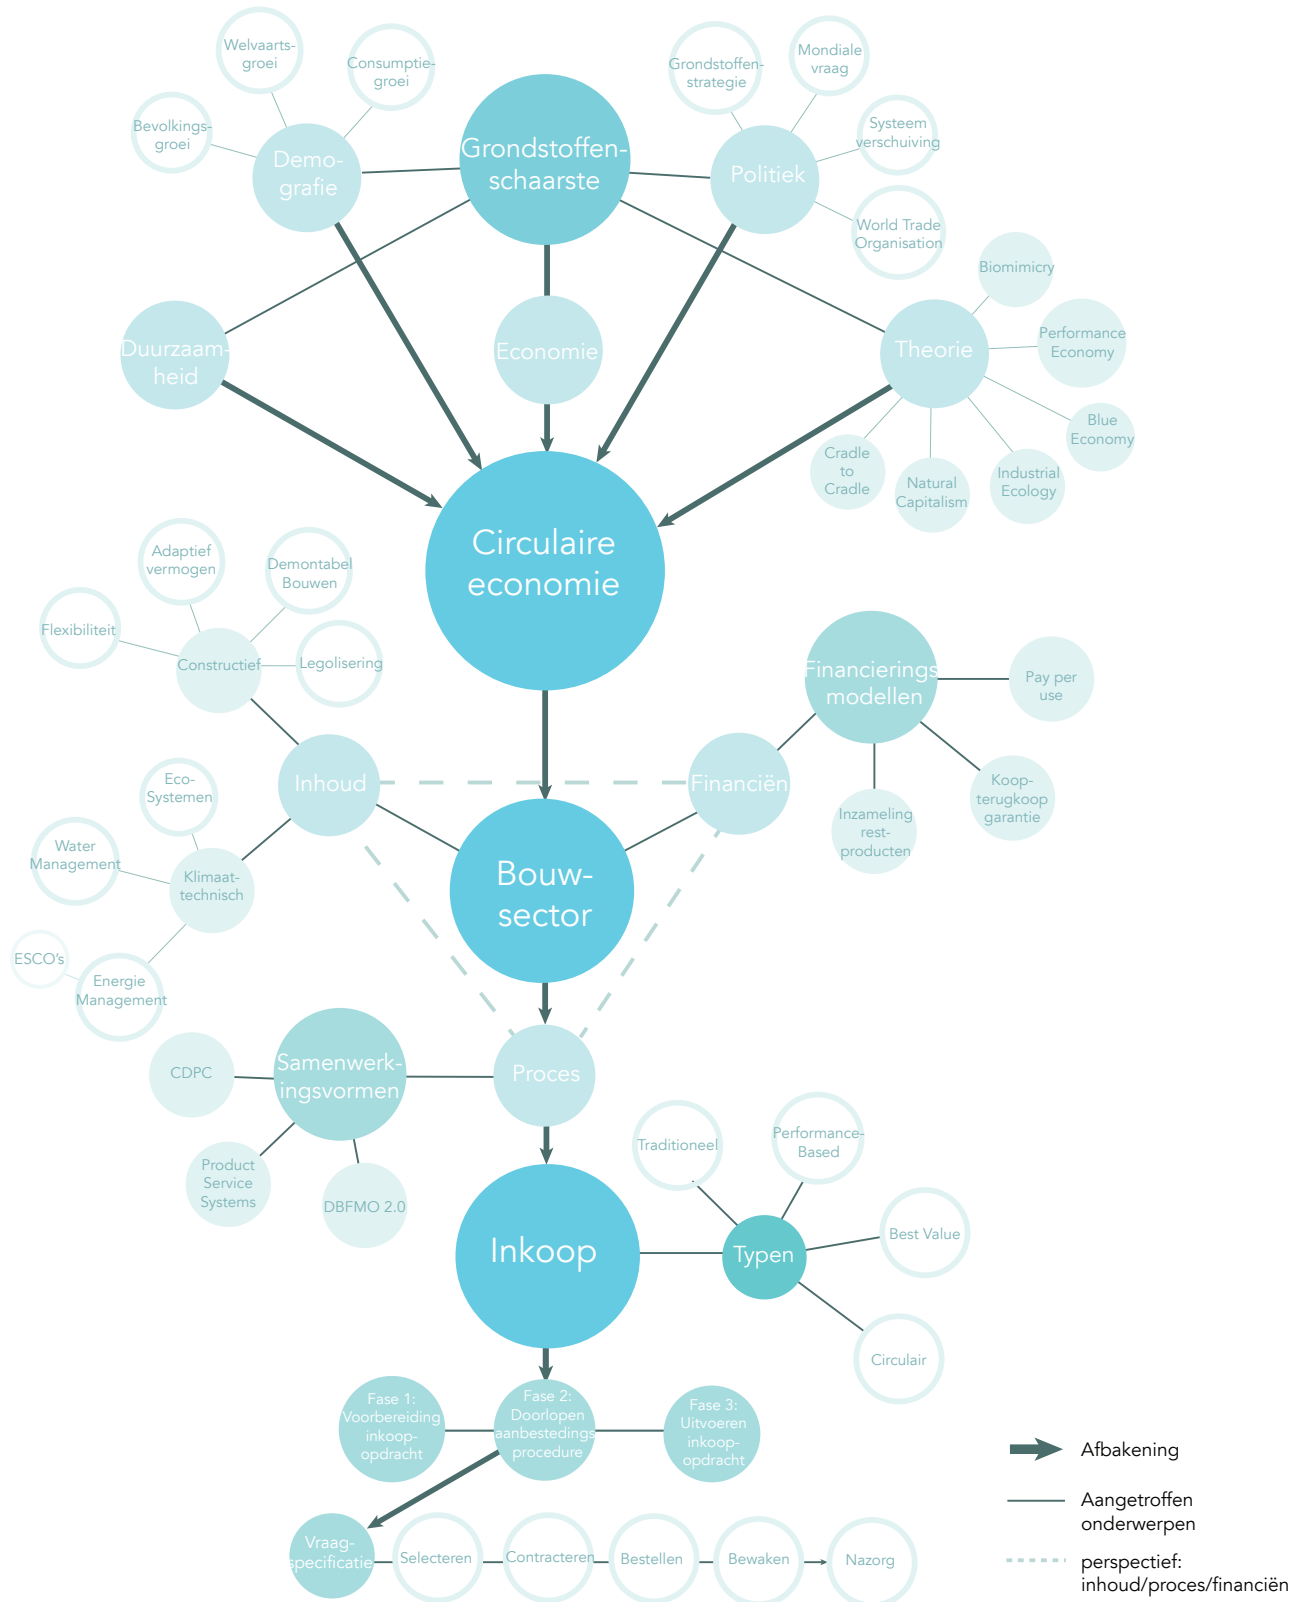 Welvaarts-
groei
Consumptie-
groei
Bevolkings-
groei
Demo-
grafie
Grondstoffen-
schaarste
Grondstoffen-
strategie
Mondiale
vraag
Systeem
verschuiving
Politiek
World Trade
Organisation
Biomimicry
Performance
Economy
Theorie
Blue
Economy
Industrial
Ecology
Natural
Capitalism
Cradle
to
Cradle
Duurzaam-
heid
Economie
Circulaire
economie
Adaptief
vermogen
Demontabel
Bouwen
Flexibiliteit
Constructief
Legolisering
Financierings
modellen
Pay per
use
Koop-
terugkoop
garantie
Inzameling
rest-
producten
Inhoud
Financiën
Eco-
Systemen
Water
Management
Klimaat-
technisch
ESCO's
Energie
Management
Bouw-
sector
CDPC
Samenwerk-
ingsvormen
Proces
Product
Service
Systems
DBFMO 2.0
Traditioneel
Performance-
Based
Best Value
Typen
Circulair
Inkoop
Fase 1:
Voorbereiding
inkoop-
opdracht
Fase 2:
Doorlopen
aanbestedings
procedure
Fase 3:
Uitvoeren
inkoop-
opdracht
Vraag-
specificatie
Selecteren
Contracteren
Bestellen
Bewaken
Nazorg
Afbakening
Aangetroffen
onderwerpen
perspectief:
inhoud/proces/financiën